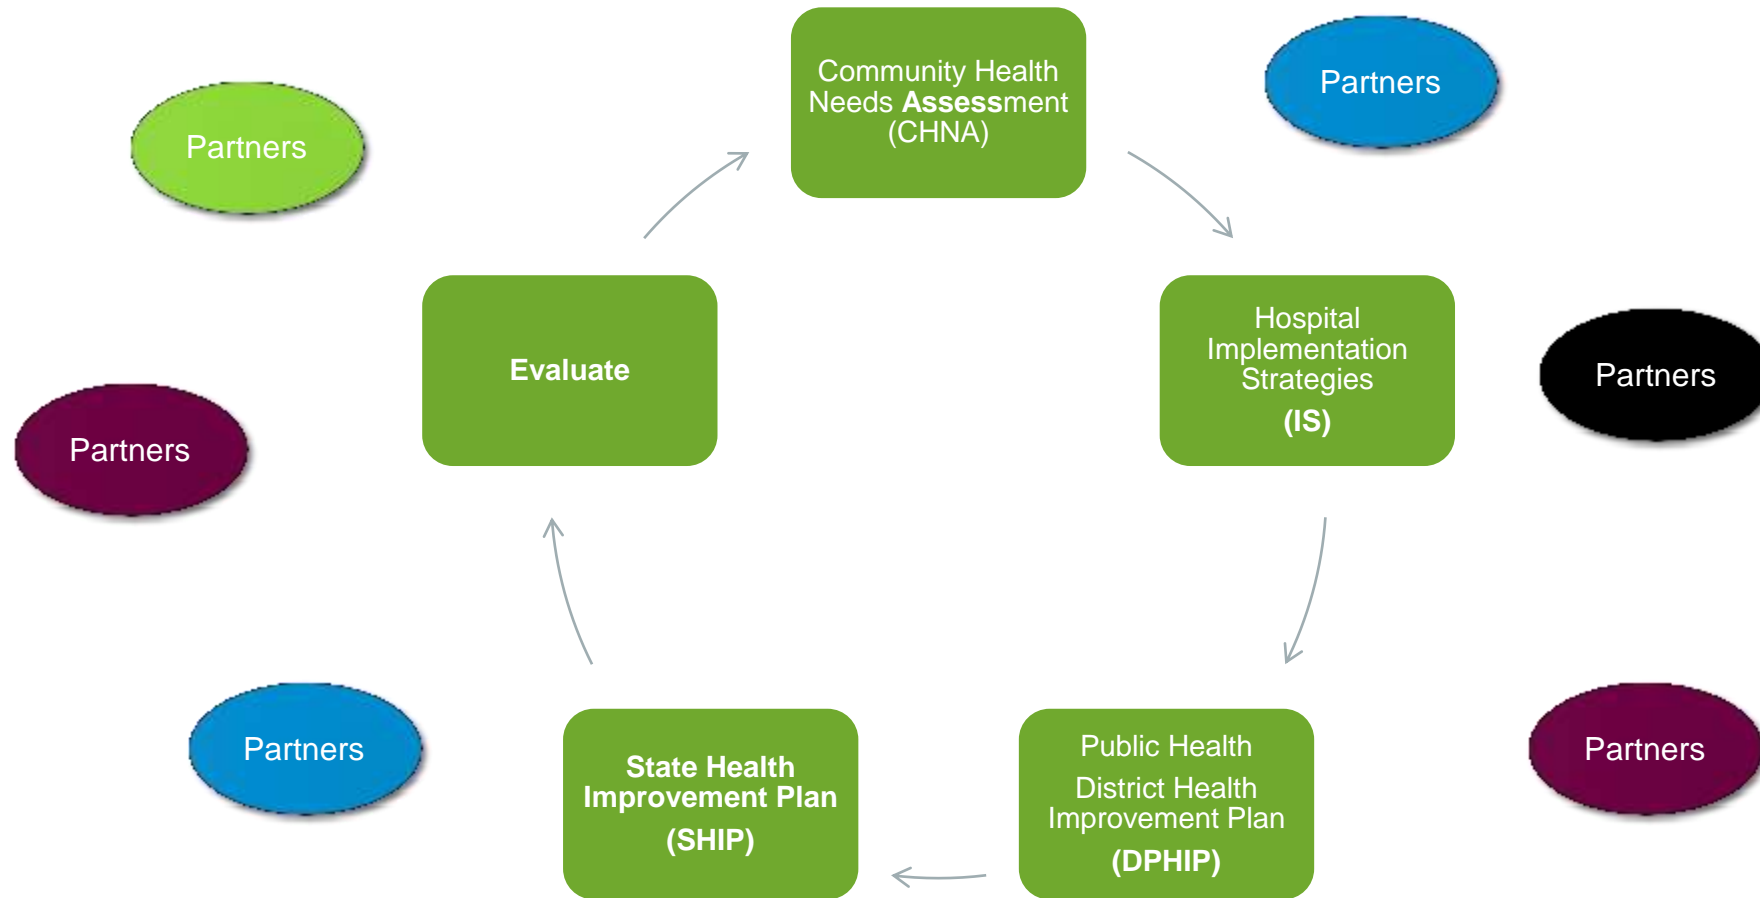 Community Health
Needs Assessment
(CHNA)
Partners
Partners
Hospital
Implementation
Strategies
(IS)
Evaluate
Partners
Partners
Partners
State Health
Improvement Plan
(SHIP)
Public Health
District Health
Improvement Plan
(DPHIP)
Partners